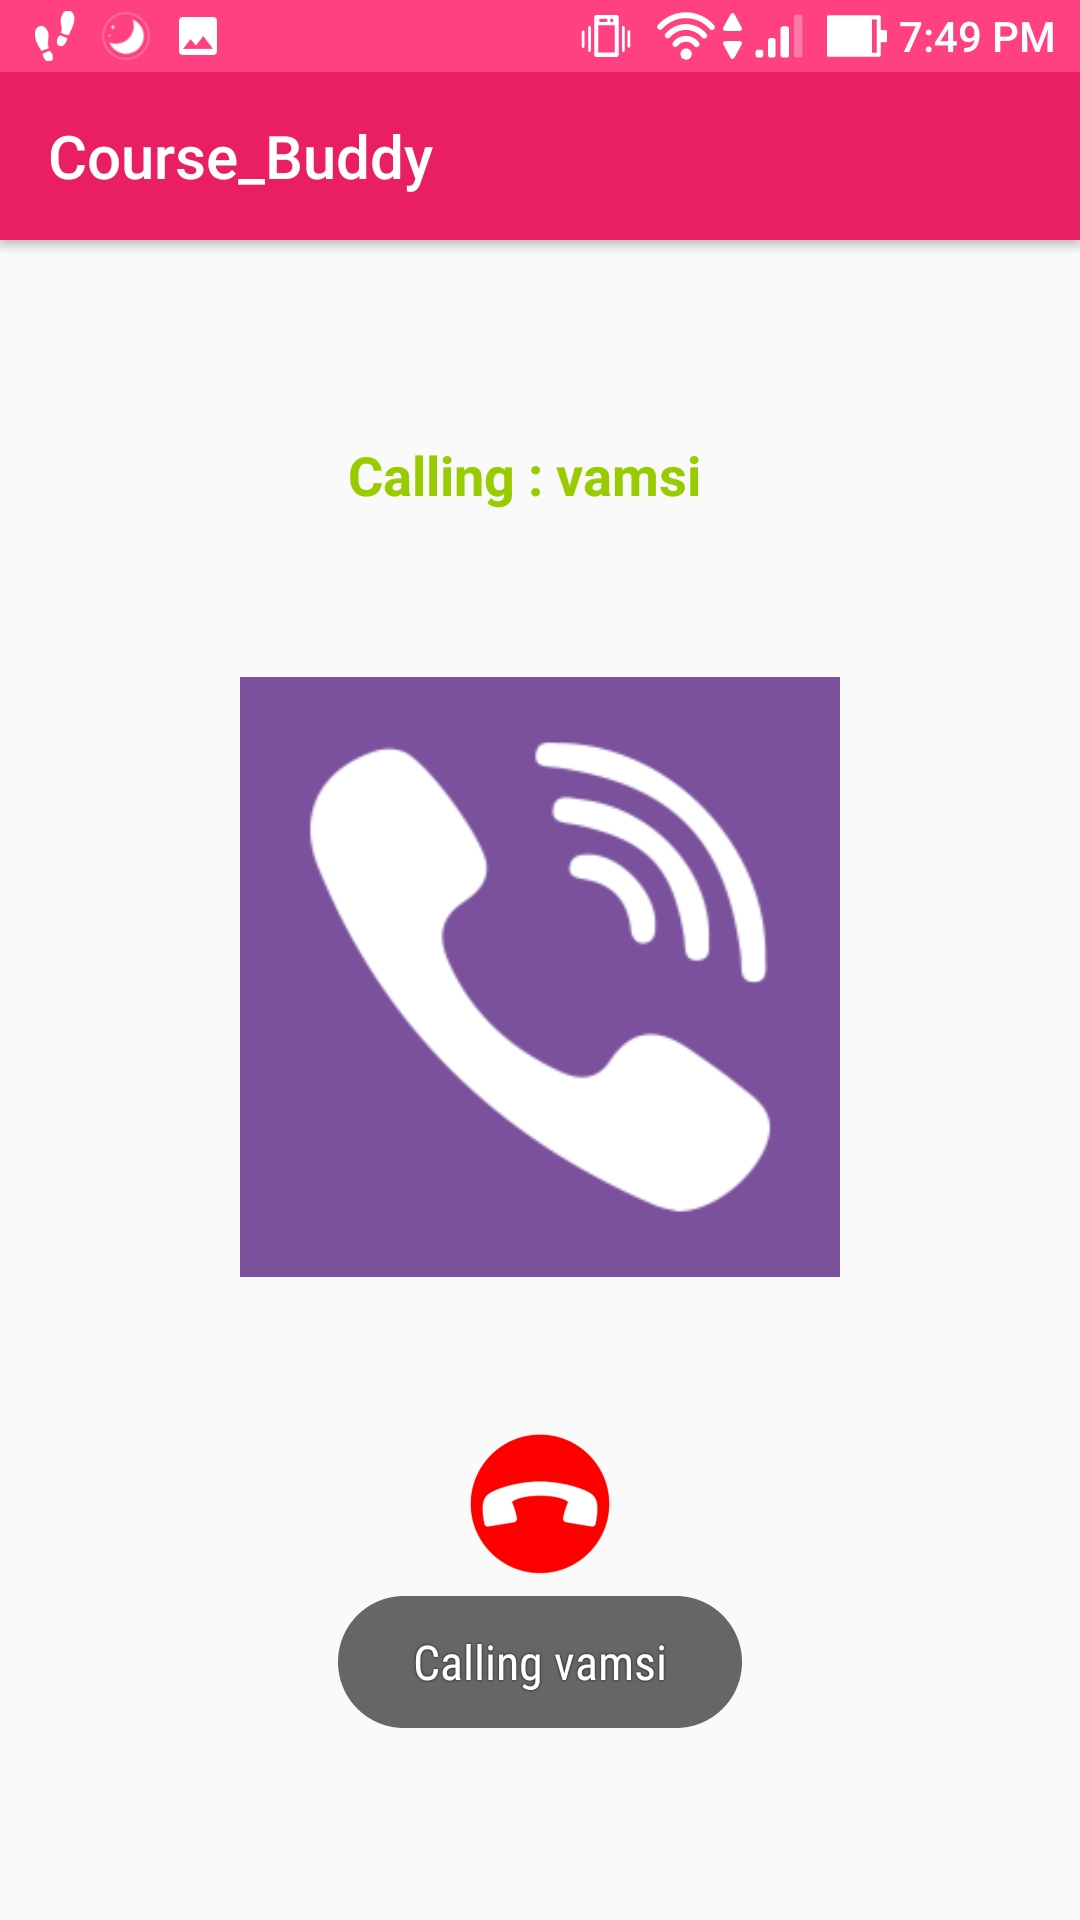 7:49 PM
Course_Buddy
Calling : vamsi
Calling vamsi